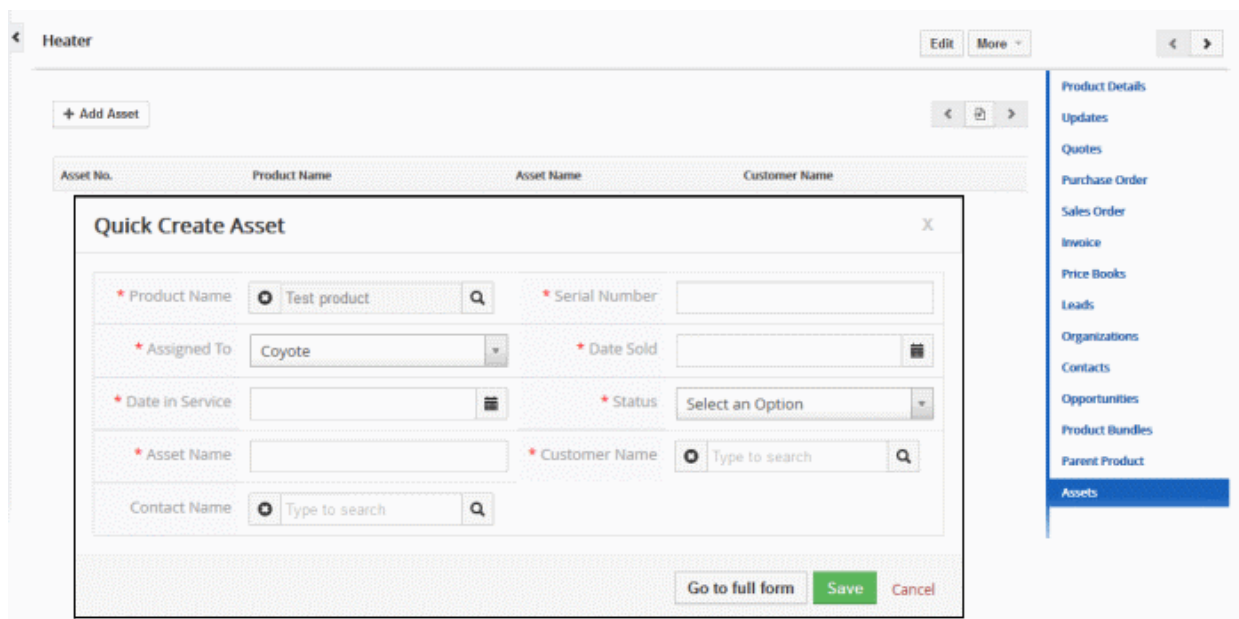 Heater
Edit More
+ Add Asset
Asset No. Product Name Asset Name Customer Name
Quick Create Asset X
* Product Name Test product * Serial Number
* Assigned To Coyote * Date Sold
* Date in Service * Status Select an Option
* Asset Name * Customer Name Type to search
Contact Name Type to search
Go to full form Save Cancel
Product Details
Updates
Quotes
Purchase Order
Sales Order
Invoice
Price Books
Leads
Organizations
Contacts
Opportunities
Product Bundles
Parent Product
Assets